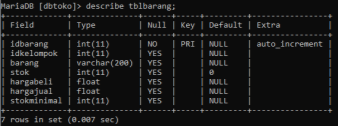 MariaDB [dbtoko]> describe tblbarang;
+-------------+--------------+------+-----+---------+----------------+
| Field | Type | Null | Key | Default | Extra |
+-------------+--------------+------+-----+---------+----------------+
| idbarang | int(11) | NO | PRI | NULL | auto_increment |
| idkelompok | int(11) | YES | | NULL | |
| barang | varchar(200) | YES | | NULL | |
| stok | int(11) | YES | | 0 | |
| hargabeli | float | YES | | NULL | |
| hargajual | float | YES | | NULL | |
| stokminimal | int(11) | YES | | NULL | |
+-------------+--------------+------+-----+---------+----------------+
7 rows in set (0.007 sec)